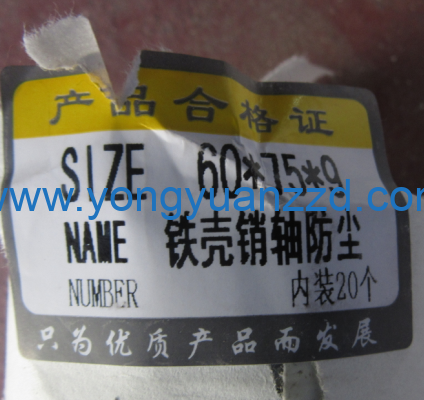 产品合格证
SIZE 60*75*9
www.yongyuanzzd.com
NAME 铁壳销轴防尘
NUMBER 内装20个
只为优质产品而发展